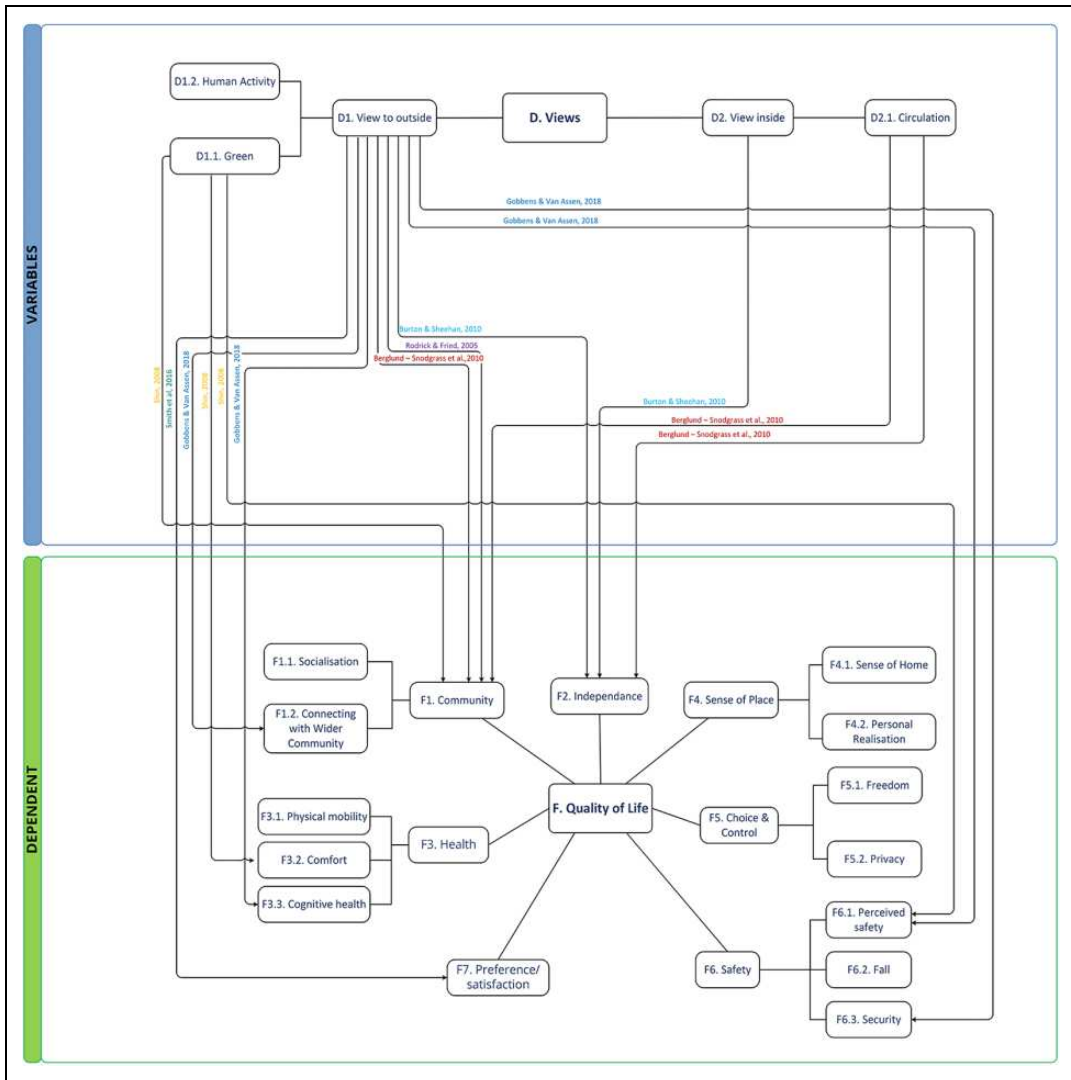 VARIABLES
D1.2. Human Activity
D1. View to outside
D. Views
D2. View inside
D2.1. Circulation
D1.1. Green
Gobbens & Van Assen, 2018
Gobbens & Van Assen, 2018
Burton & Sheehan, 2010
Rodrick & Fried, 2005
Berglund – Snodgrass et al.,2010
Burton & Sheehan, 2010
Berglund – Snodgrass et al., 2010
Berglund – Snodgrass et al., 2010
Shin, 2008
Smith et al, 2016
Gobbens & Van Assen, 2018
Shin, 2008
Shin, 2008
Gobbens & Van Assen, 2018
DEPENDENT
F1.1. Socialisation
F1. Community
F1.2. Connecting
with Wider
Community
F2. Independance
F4. Sense of Place
F4.1. Sense of Home
F4.2. Personal
Realisation
F. Quality of Life
F3.1. Physical mobility
F3. Health
F3.2. Comfort
F3.3. Cognitive health
F5. Choice &
Control
F5.1. Freedom
F5.2. Privacy
F7. Preference/
satisfaction
F6. Safety
F6.1. Perceived
safety
F6.2. Fall
F6.3. Security